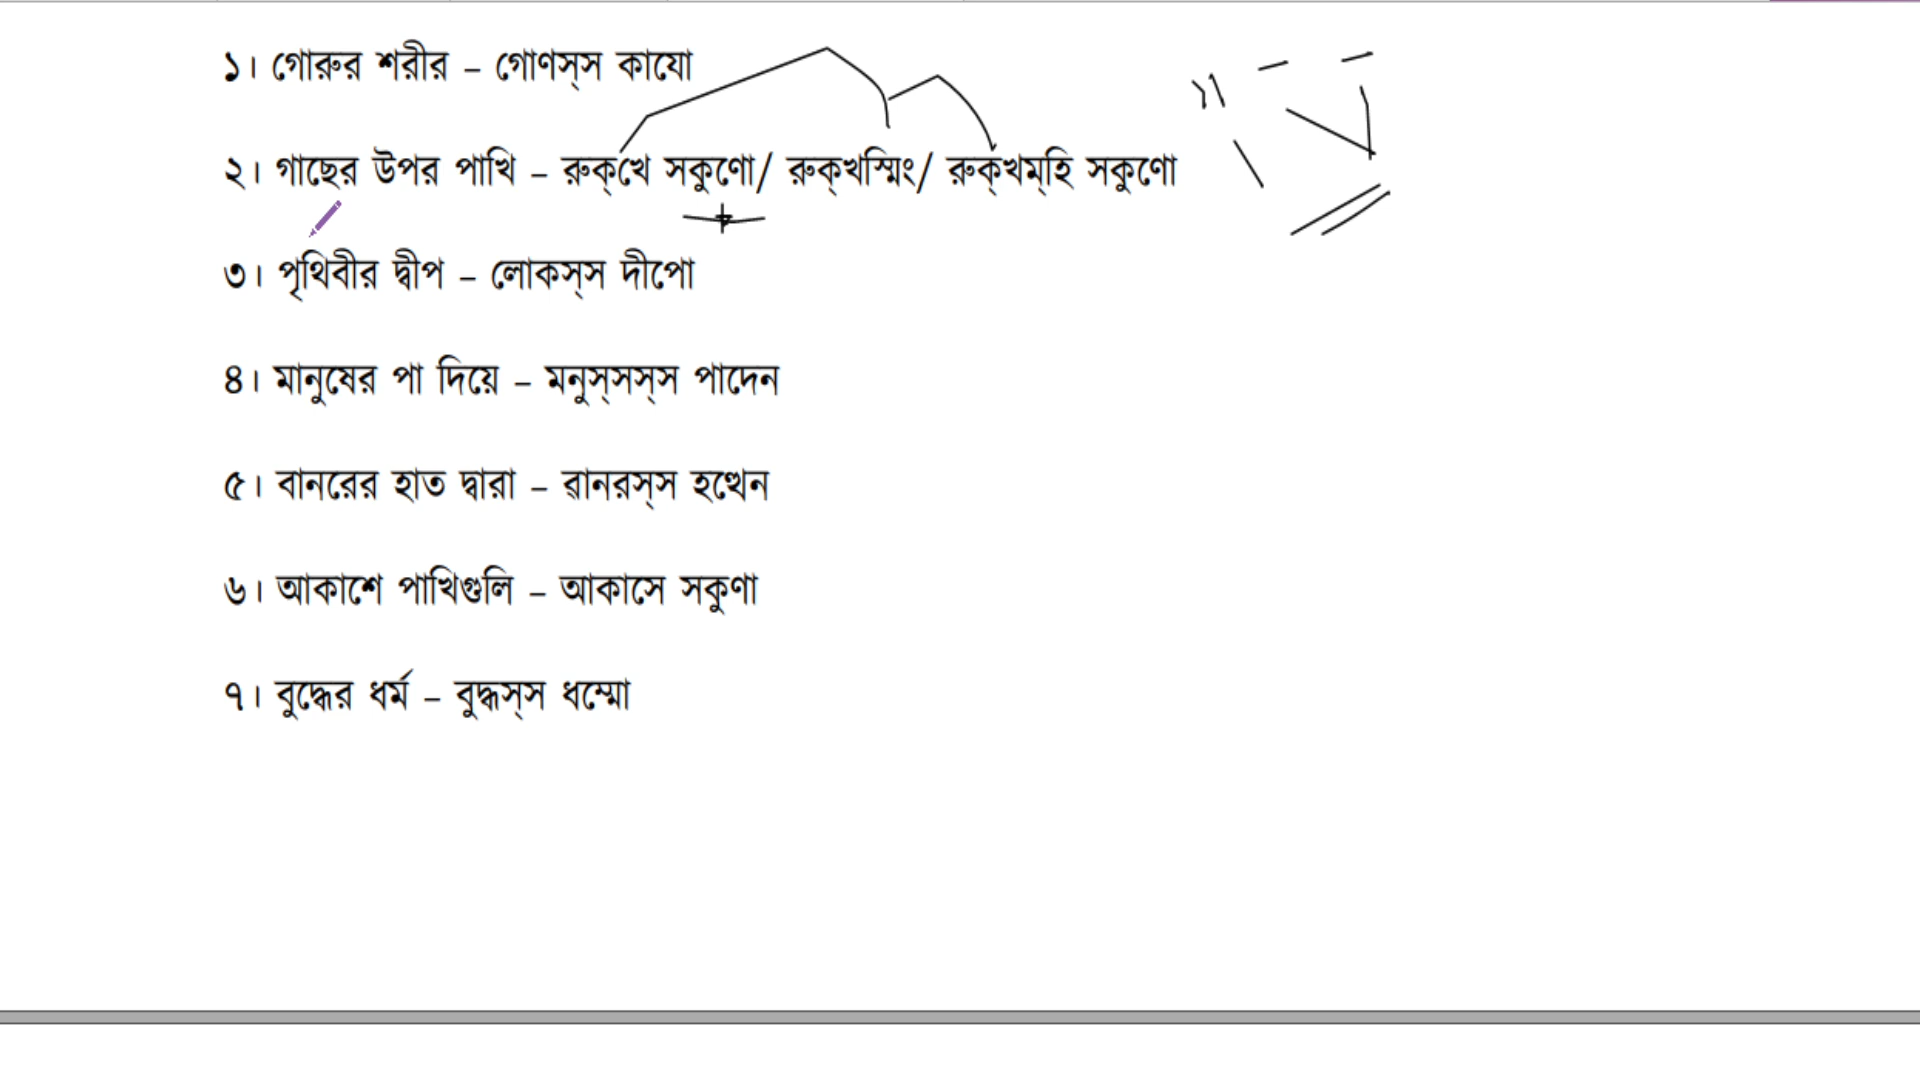 ১। গোরুর শরীর – গোণস্‌স কাযো
২। গাছের উপর পাখি – রুক্‌খে সকুণো/ রুক্‌খস্মিং/ রুক্‌খম্‌হি সকুণো
৩। পৃথিবীর দ্বীপ – লোকস্‌স দীপো
৪। মানুষের পা দিয়ে – মনুস্‌সস্‌স পাদেন
৫। বানরের হাত দ্বারা – ৱানরস্‌স হত্থেন
৬। আকাশে পাখিগুলি – আকাসে সকুণা
৭। বুদ্ধের ধর্ম – বুদ্ধস্‌স ধম্মো